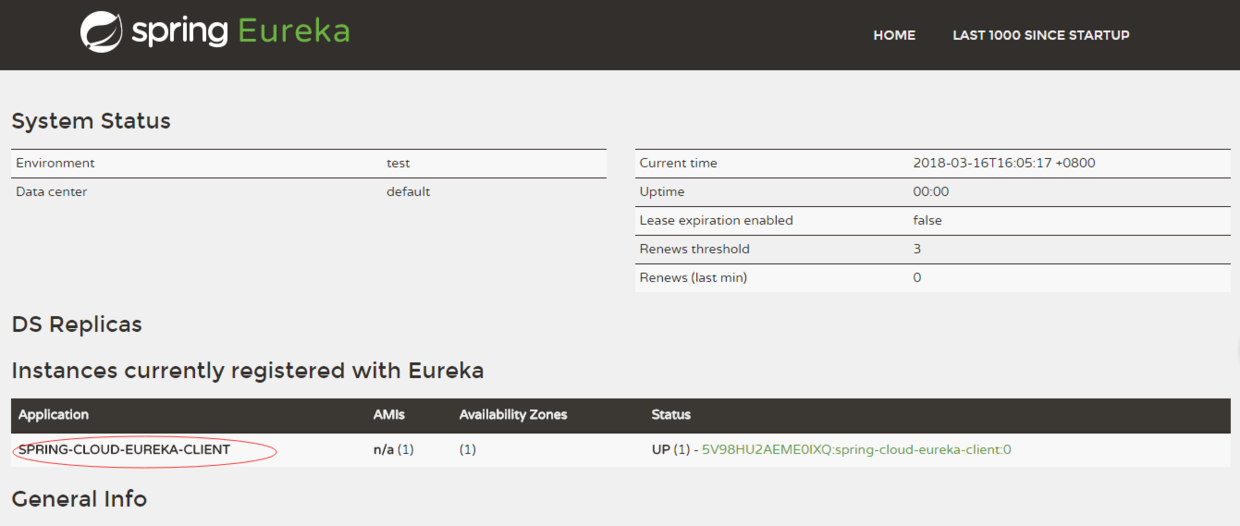 spring Eureka
HOME LAST 1000 SINCE STARTUP
System Status
Environment test
Data center default
Current time 2018-03-16T16:05:17 +0800
Uptime 00:00
Lease expiration enabled false
Renews threshold 3
Renews (last min) 0
DS Replicas
Instances currently registered with Eureka
Application AMIs Availability Zones Status
SPRING-CLOUD-EUREKA-CLIENT n/a (1) (1) UP (1) - 5V98HU2AEME0IXQ:spring-cloud-eureka-client:0
General Info